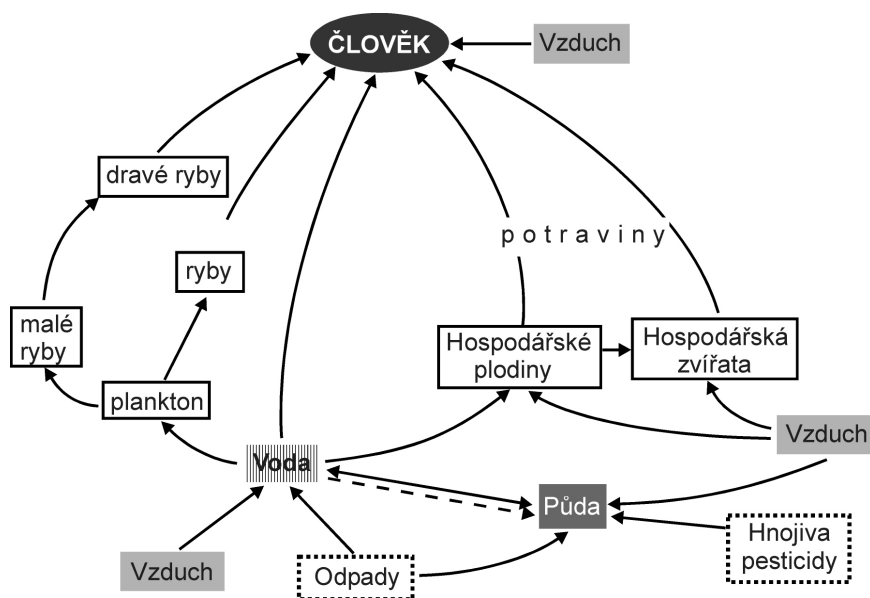 ČLOVĚK
Vzduch
dravé ryby
potraviny
ryby
malé
ryby
Hospodářské
plodiny
Hospodářská
zvířata
plankton
Vzduch
Voda
Půda
Hnojiva
pesticidy
Vzduch
Odpady